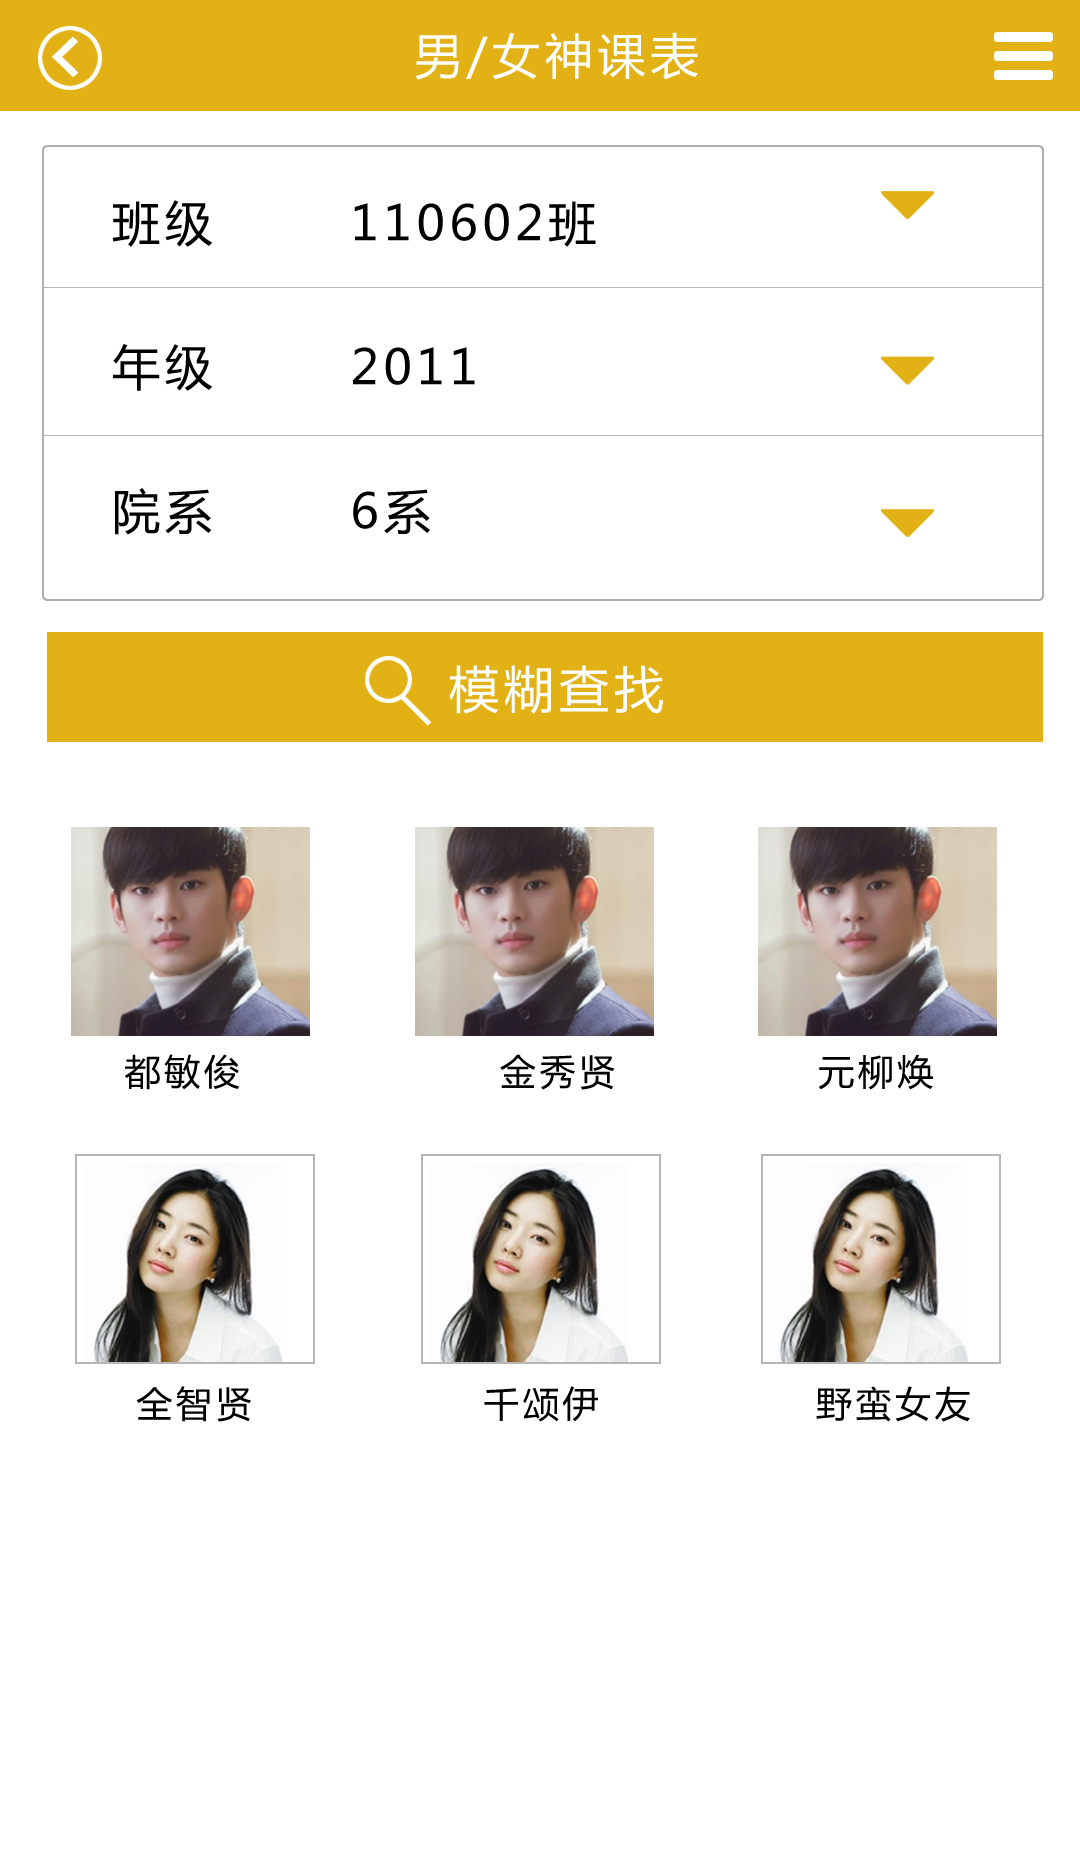 男/女神课表
班级 110602班
年级 2011
院系 6系
模糊查找
都敏俊 金秀贤 元柳焕
全智贤 千颂伊 野蛮女友